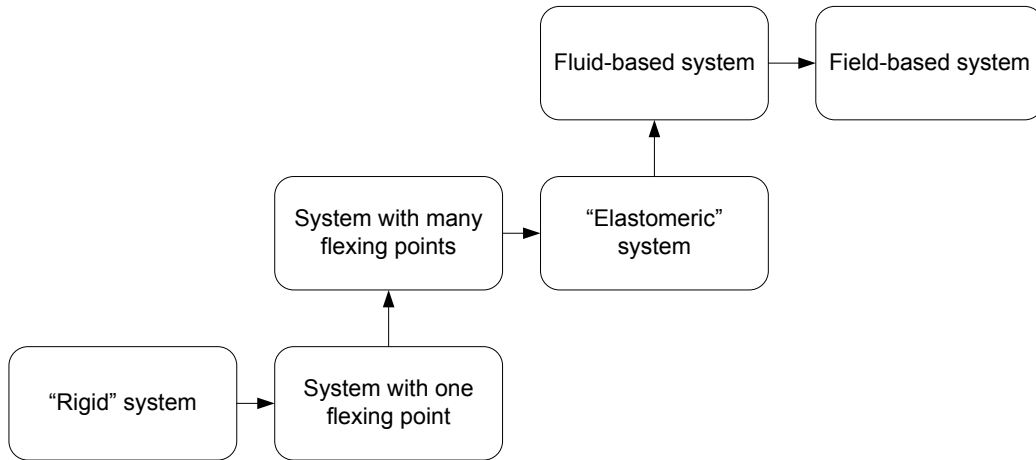 Fluid-based system
Field-based system
System with many
flexing points
“Elastomeric”
system
“Rigid” system
System with one
flexing point